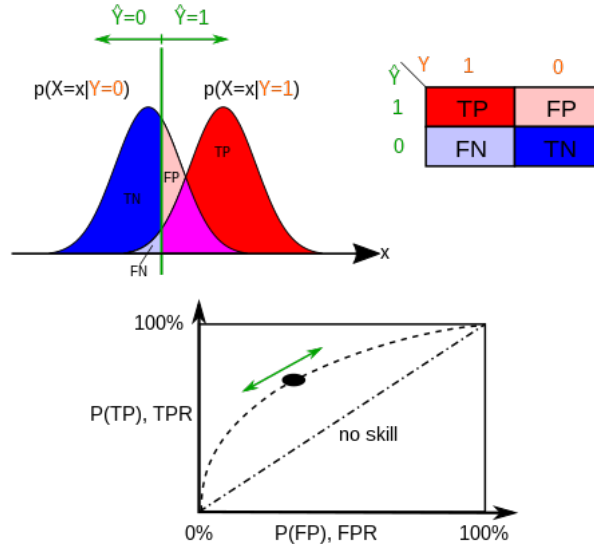 Ŷ=0 Ŷ=1
p(X=x|Y=0) p(X=x|Y=1)
TN FP TP
FN
x
Ŷ Y 1 0
1 TP FP
0 FN TN
100%
P(TP), TPR
no skill
0% P(FP), FPR 100%